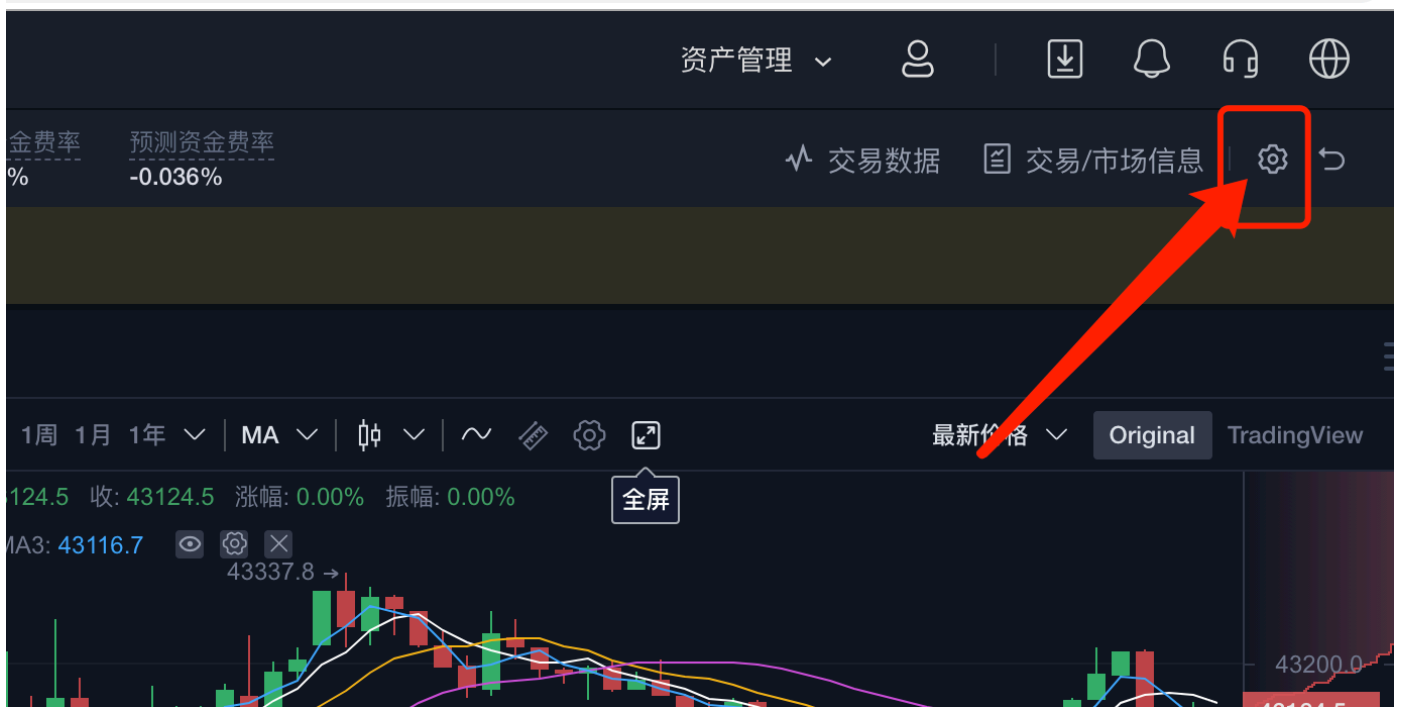 资产管理
金费率 预测资金费率
% -0.036%
交易数据 交易/市场信息
1周 1月 1年 MA 最新价格 Original TradingView
124.5 收: 43124.5 涨幅: 0.00% 振幅: 0.00%
全屏
MA3: 43116.7
43337.8 →
43200.0